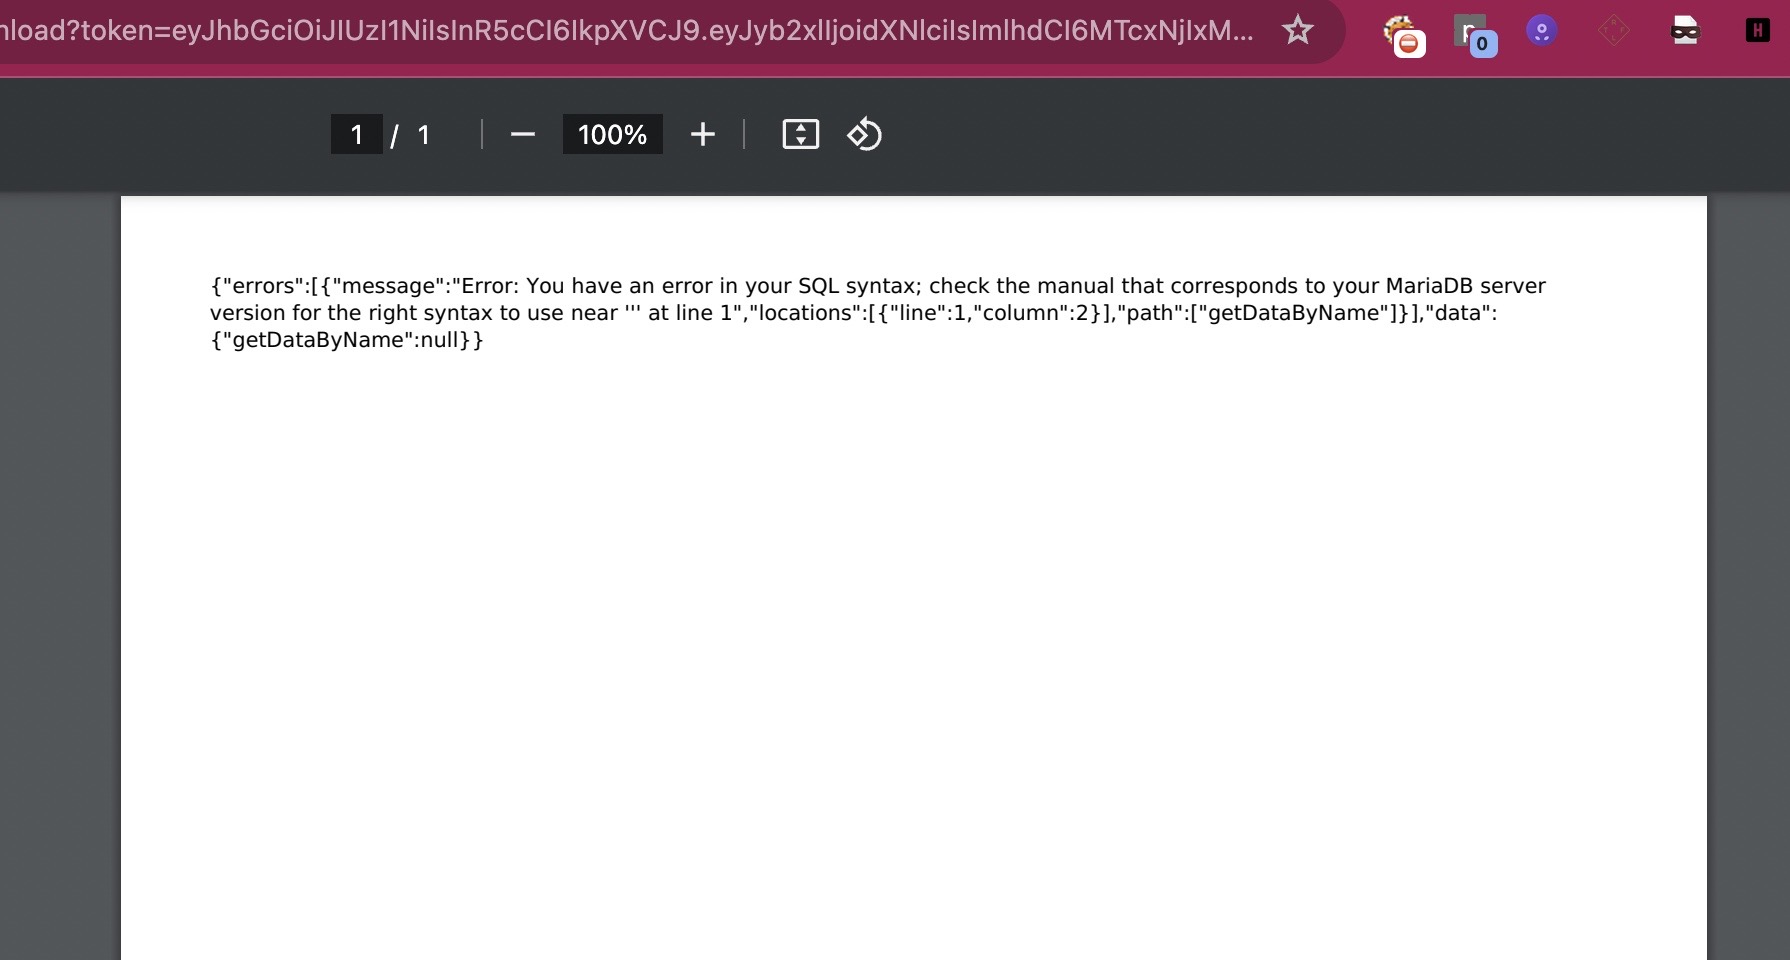 nload?token=eyJhbGciOiJIUzI1NiIsInR5cCI6IkpXVCJ9.eyJyb2xlIjoidXNlciIsImlhdCI6MTcxNjIxM...
0
H
1 / 1
100%
{"errors":[{"message":"Error: You have an error in your SQL syntax; check the manual that corresponds to your MariaDB server
version for the right syntax to use near ''' at line 1","locations":[{"line":1,"column":2}],"path":["getDataByName"]}],"data":
{"getDataByName":null}}